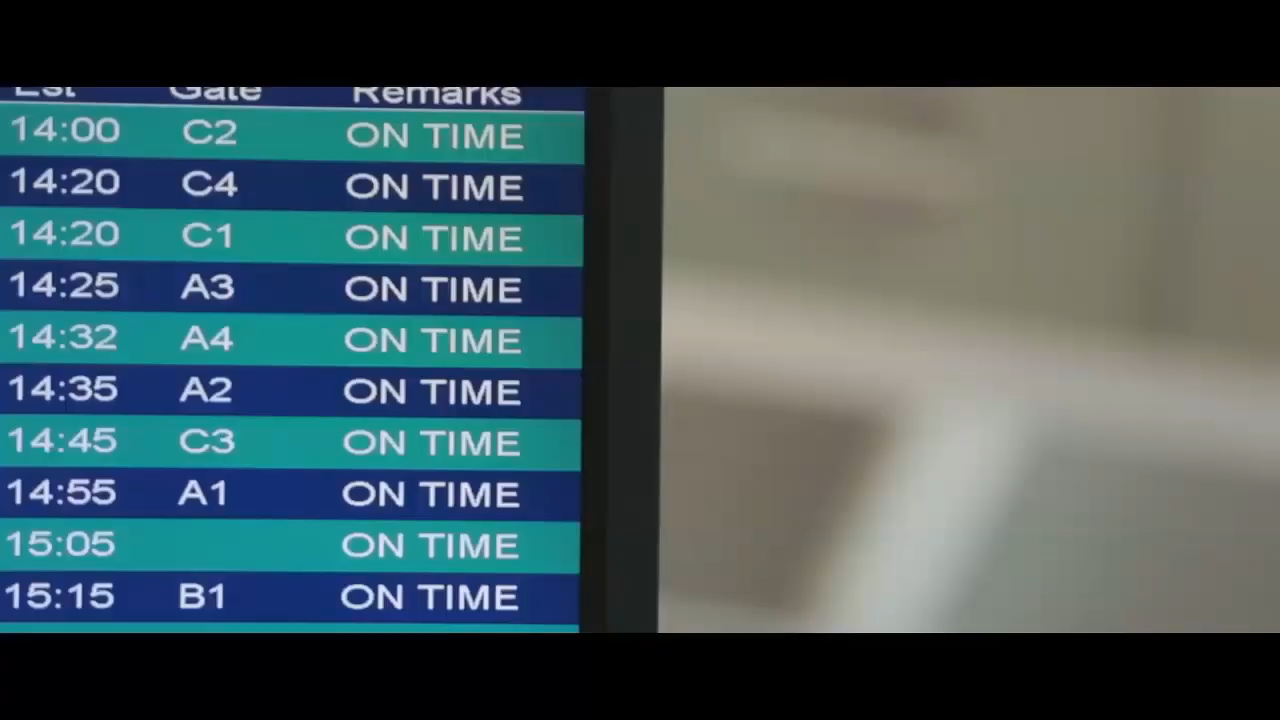 Est Gate Remarks
14:00 C2 ON TIME
14:20 C4 ON TIME
14:20 C1 ON TIME
14:25 A3 ON TIME
14:32 A4 ON TIME
14:35 A2 ON TIME
14:45 C3 ON TIME
14:55 A1 ON TIME
15:05 ON TIME
15:15 B1 ON TIME